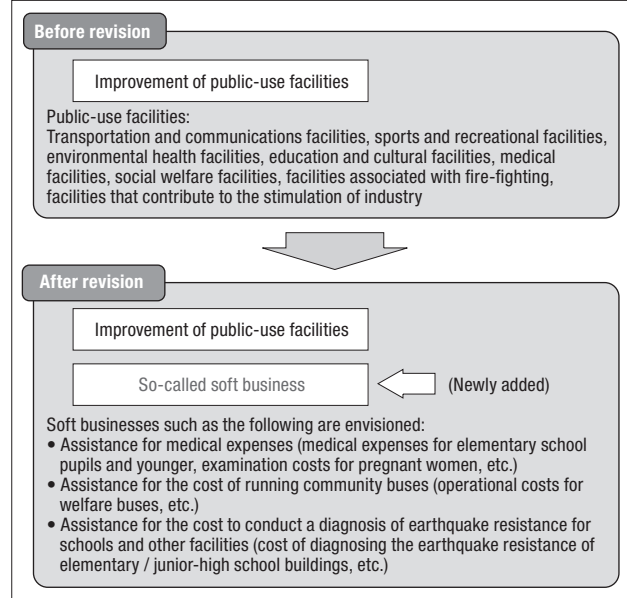 Before revision
Improvement of public-use facilities
Public-use facilities:
Transportation and communications facilities, sports and recreational facilities,
environmental health facilities, education and cultural facilities, medical
facilities, social welfare facilities, facilities associated with fire-fighting,
facilities that contribute to the stimulation of industry
After revision
Improvement of public-use facilities
So-called soft business
(Newly added)
Soft businesses such as the following are envisioned:
• Assistance for medical expenses (medical expenses for elementary school
pupils and younger, examination costs for pregnant women, etc.)
• Assistance for the cost of running community buses (operational costs for
welfare buses, etc.)
• Assistance for the cost to conduct a diagnosis of earthquake resistance for
schools and other facilities (cost of diagnosing the earthquake resistance of
elementary / junior-high school buildings, etc.)